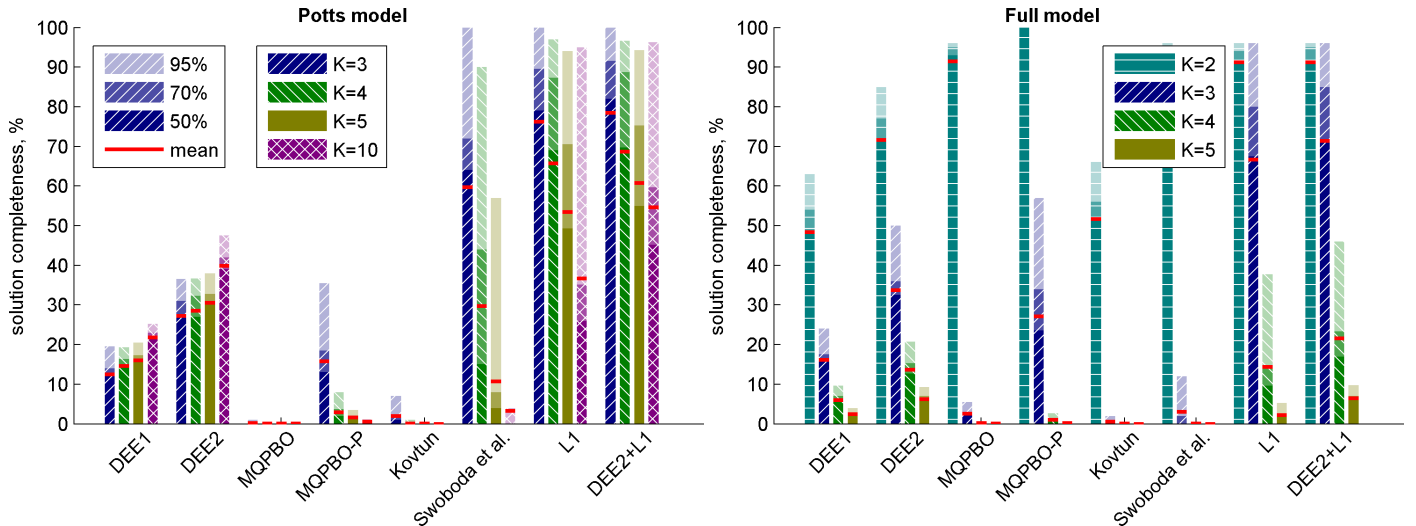 Potts model
solution completeness, %
100
90
80
70
60
50
40
30
20
10
0
95%
70%
50%
mean
K=3
K=4
K=5
K=10
DEE1
DEE2
MQPBO
MQPBO-P
Kovtun
Swoboda et al.
L1
DEE2+L1
Full model
solution completeness, %
100
90
80
70
60
50
40
30
20
10
0
K=2
K=3
K=4
K=5
DEE1
DEE2
MQPBO
MQPBO-P
Kovtun
Swoboda et al.
L1
DEE2+L1